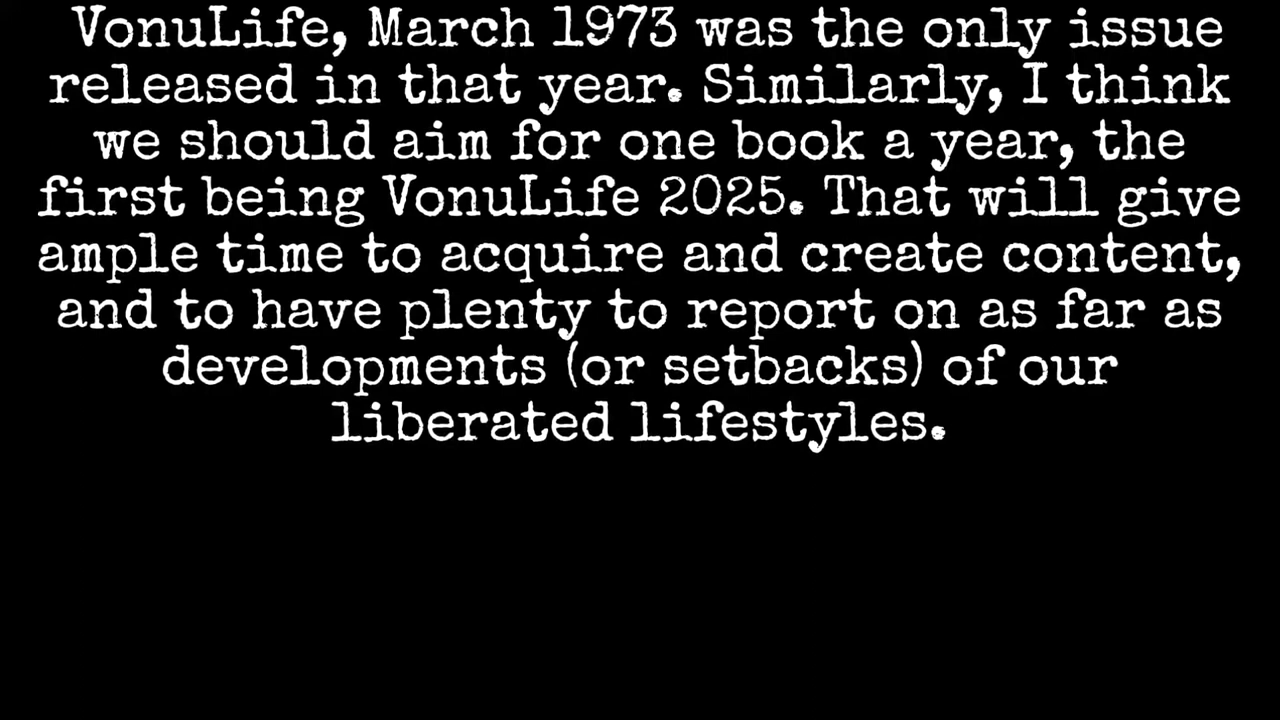 VonuLife, March 1973 was the only issue
released in that year. Similarly, I think
we should aim for one book a year, the
first being VonuLife 2025. That will give
ample time to acquire and create content,
and to have plenty to report on as far as
developments (or setbacks) of our
liberated lifestyles.